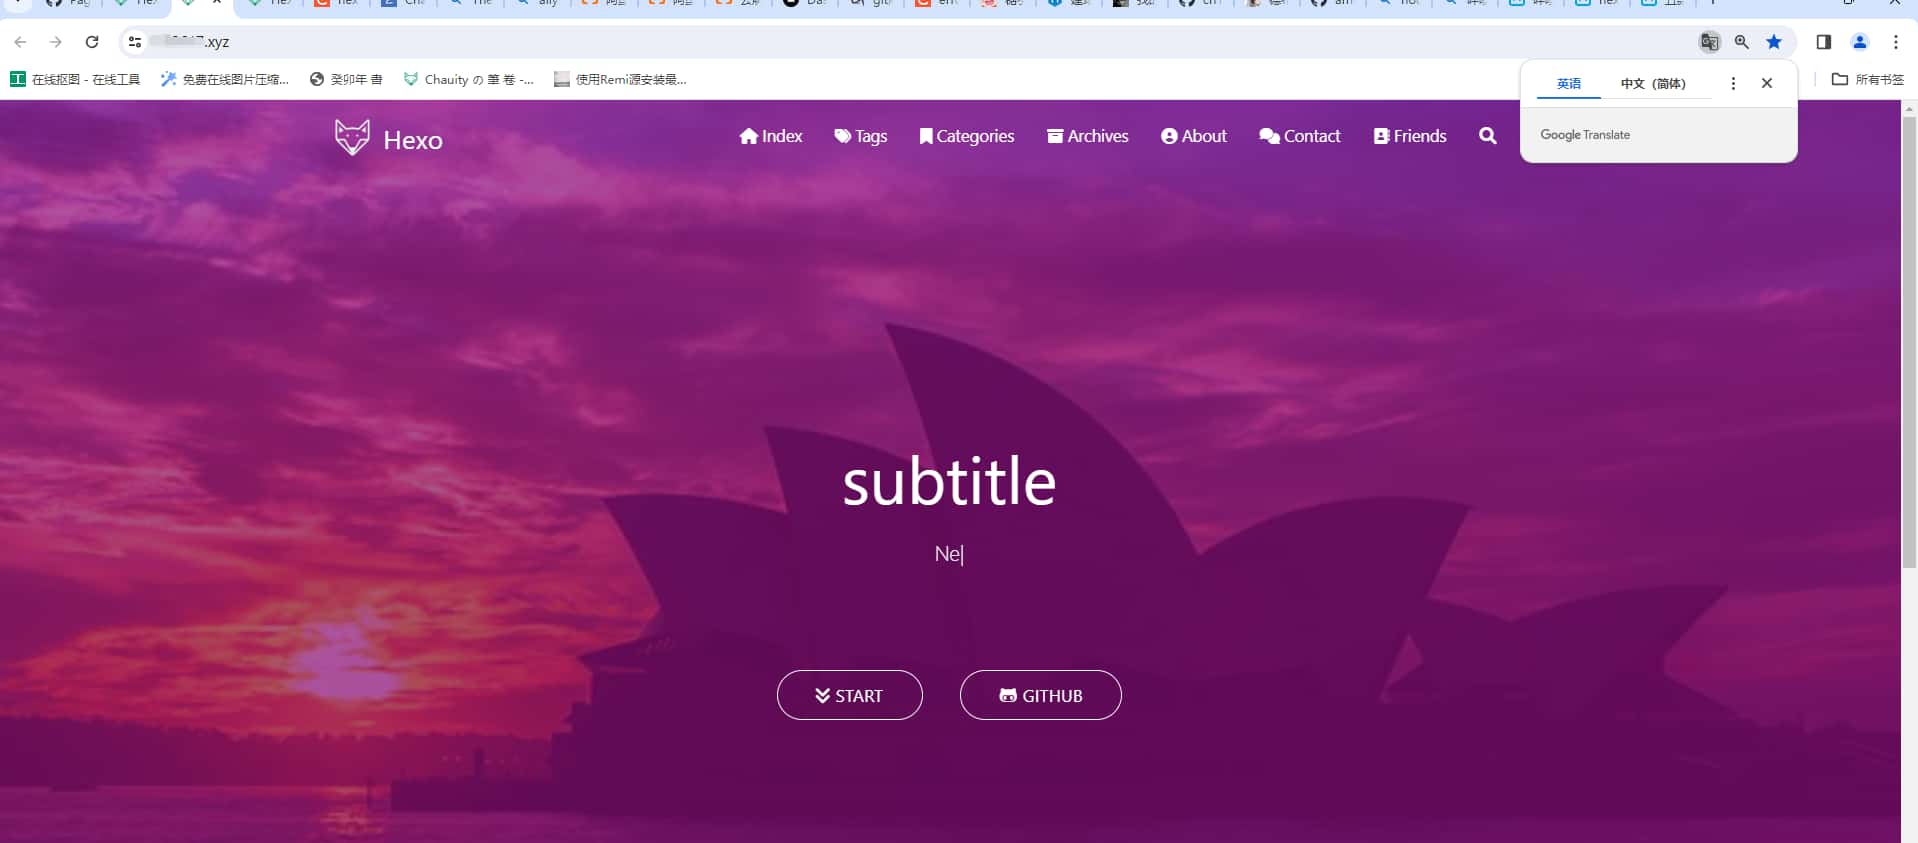 .xyz
在线抠图 - 在线工具
免费在线图片压缩...
癸卯年 书
Chauity の 筆 卷 -...
使用Remi源安装最...
所有书签
英语
中文（简体）
Google Translate
Hexo
Index
Tags
Categories
Archives
About
Contact
Friends
subtitle
Ne|
START
GITHUB